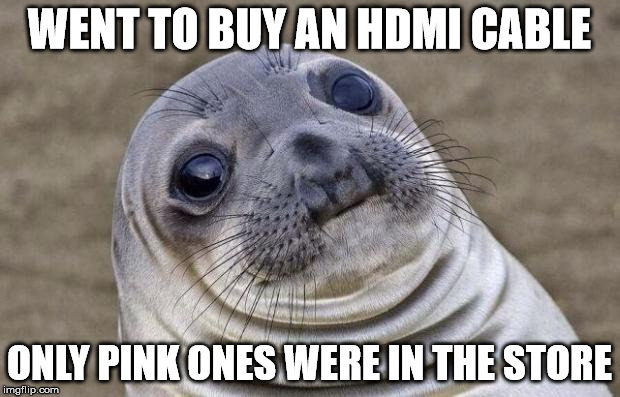 WENT TO BUY AN HDMI CABLE
ONLY PINK ONES WERE IN THE STORE
imgflip.com